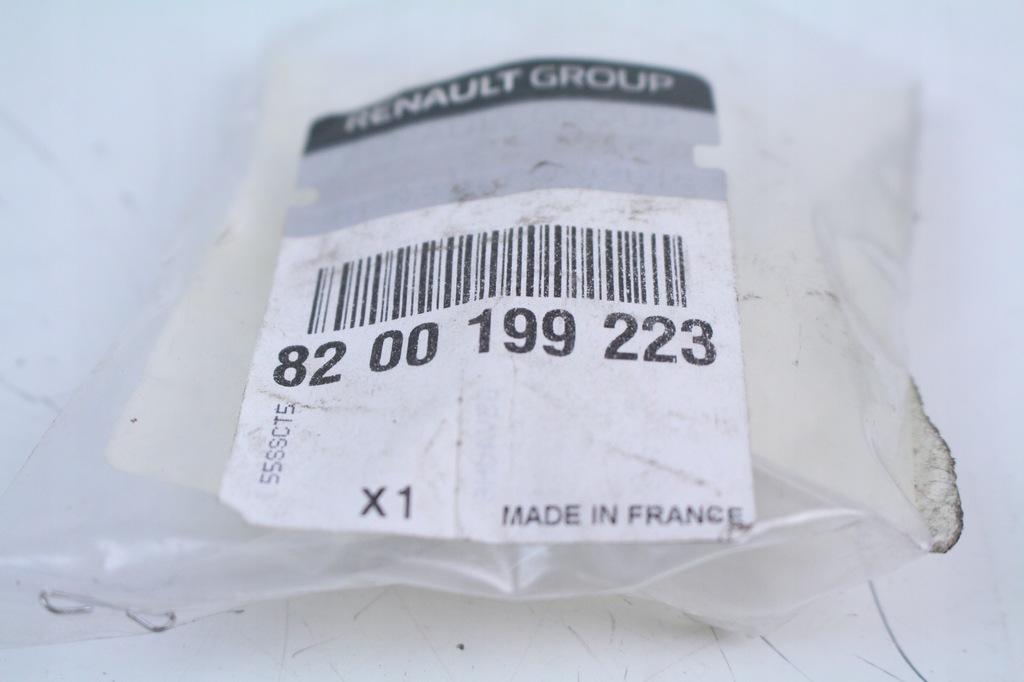 RENAULT GROUP
82 00 199 223
X1
MADE IN FRANCE